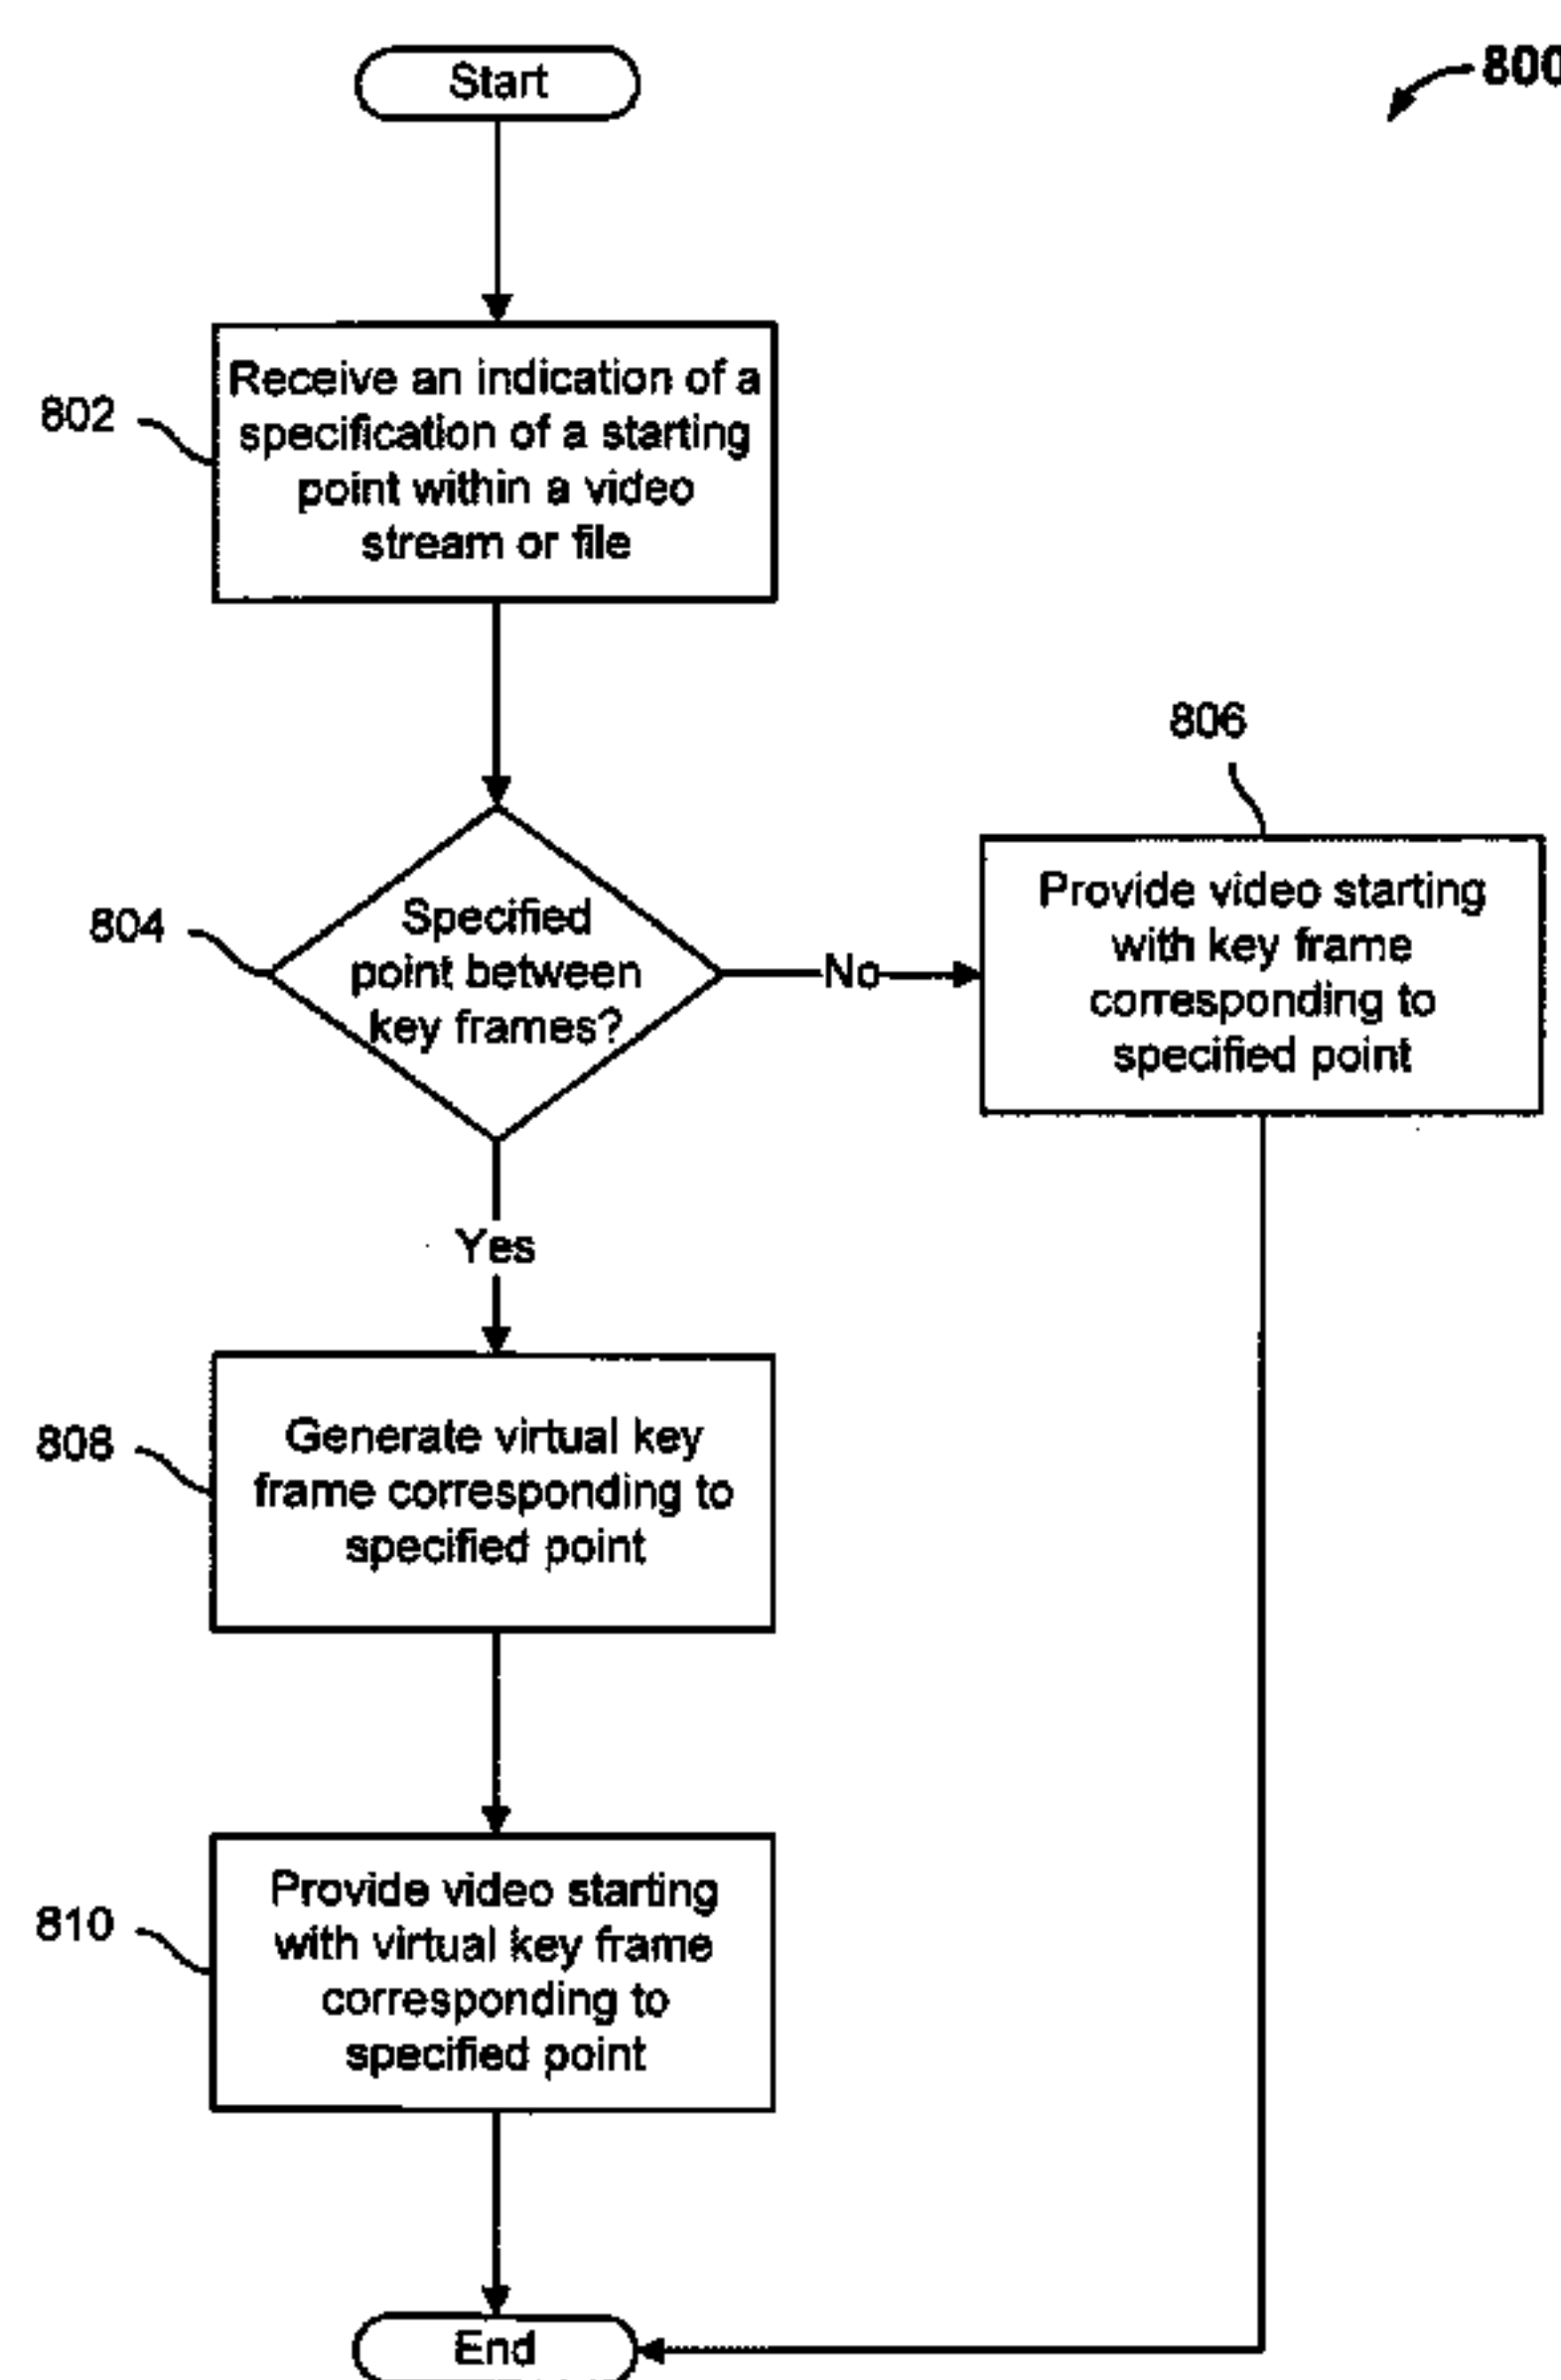 Start
800
802
Receive an indication of a
specification of a starting
point within a video
stream or file
804
Specified
point between
key frames?
No
806
Provide video starting
with key frame
corresponding to
specified point
Yes
808
Generate virtual key
frame corresponding to
specified point
810
Provide video starting
with virtual key frame
corresponding to
specified point
End